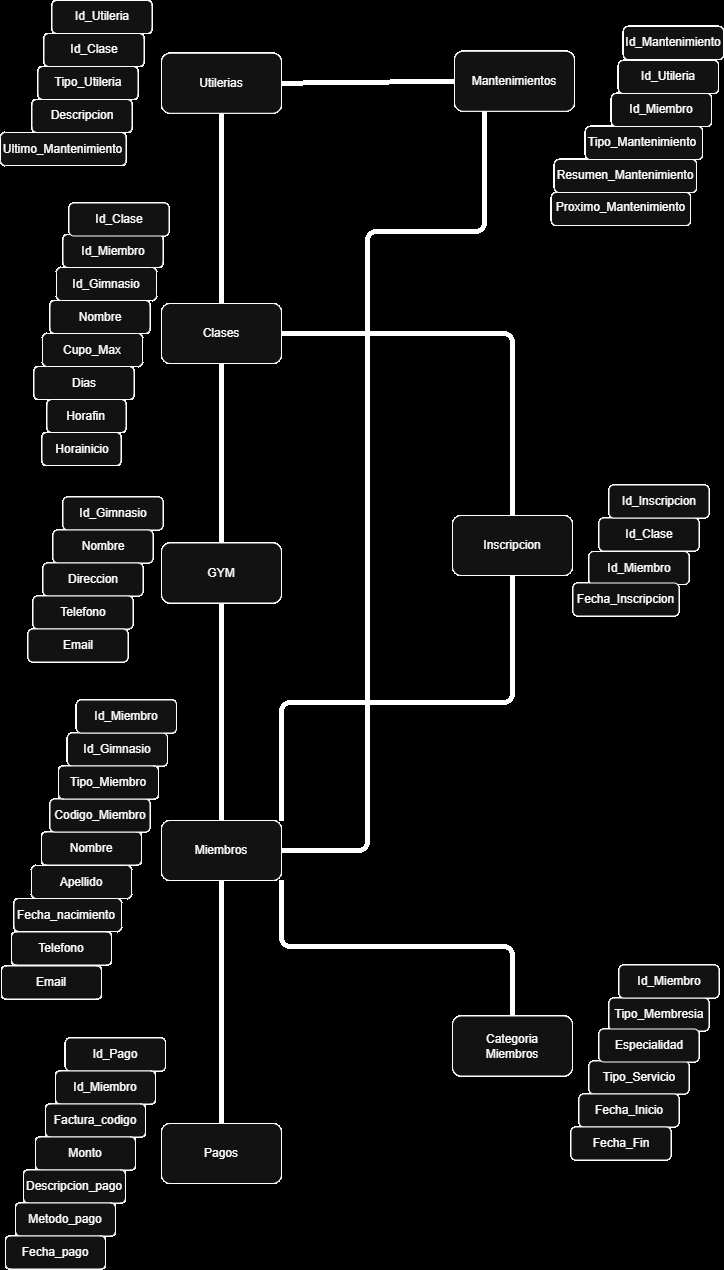 Id_Utileria
Id_Clase
Tipo_Utileria
Descripcion
Ultimo_Mantenimiento
Utilerias
Mantenimientos
Id_Mantenimiento
Id_Utileria
Id_Miembro
Tipo_Mantenimiento
Resumen_Mantenimiento
Proximo_Mantenimiento
Id_Clase
Id_Miembro
Id_Gimnasio
Nombre
Cupo_Max
Dias
Horafin
Horainicio
Clases
Id_Gimnasio
Nombre
Direccion
Telefono
Email
GYM
Inscripcion
Id_Inscripcion
Id_Clase
Id_Miembro
Fecha_Inscripcion
Id_Miembro
Id_Gimnasio
Tipo_Miembro
Codigo_Miembro
Nombre
Apellido
Fecha_nacimiento
Telefono
Email
Miembros
Categoria
Miembros
Id_Miembro
Tipo_Membresia
Especialidad
Tipo_Servicio
Fecha_Inicio
Fecha_Fin
Id_Pago
Id_Miembro
Factura_codigo
Monto
Descripcion_pago
Metodo_pago
Fecha_pago
Pagos